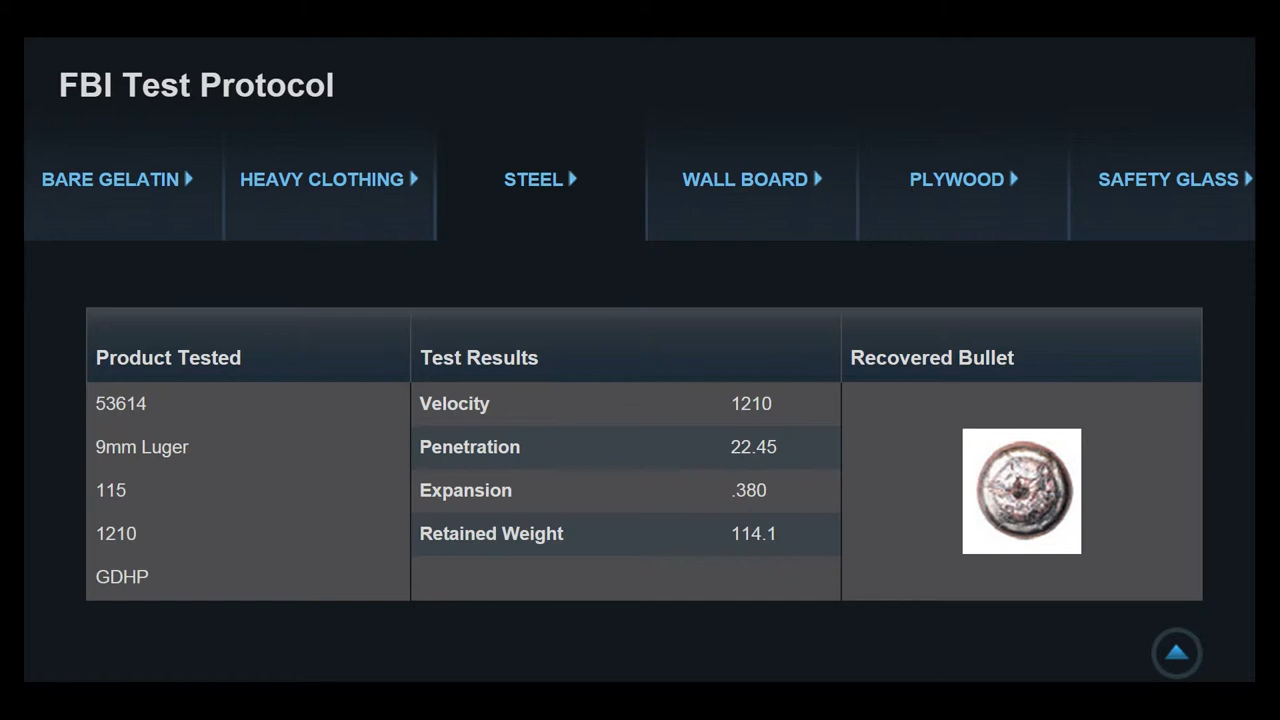 FBI Test Protocol
BARE GELATIN
HEAVY CLOTHING
STEEL
WALL BOARD
PLYWOOD
SAFETY GLASS
Product Tested
Test Results
Recovered Bullet
53614
Velocity 1210
9mm Luger
Penetration 22.45
115
Expansion .380
1210
Retained Weight 114.1
GDHP